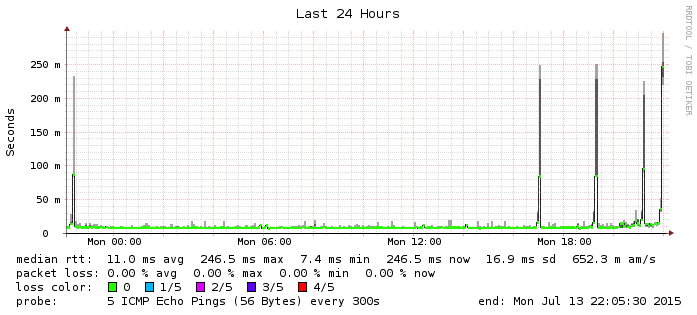 Last 24 Hours
RRDTOOL / TOBI OETIKER
Seconds
250 m
200 m
150 m
100 m
50 m
0
Mon 00:00 Mon 06:00 Mon 12:00 Mon 18:00
median rtt: 11.0 ms avg 246.5 ms max 7.4 ms min 246.5 ms now 16.9 ms sd 652.3 m am/s
packet loss: 0.00 % avg 0.00 % max 0.00 % min 0.00 % now
loss color: 0 1/5 2/5 3/5 4/5
probe: 5 ICMP Echo Pings (56 Bytes) every 300s end: Mon Jul 13 22:05:30 2015